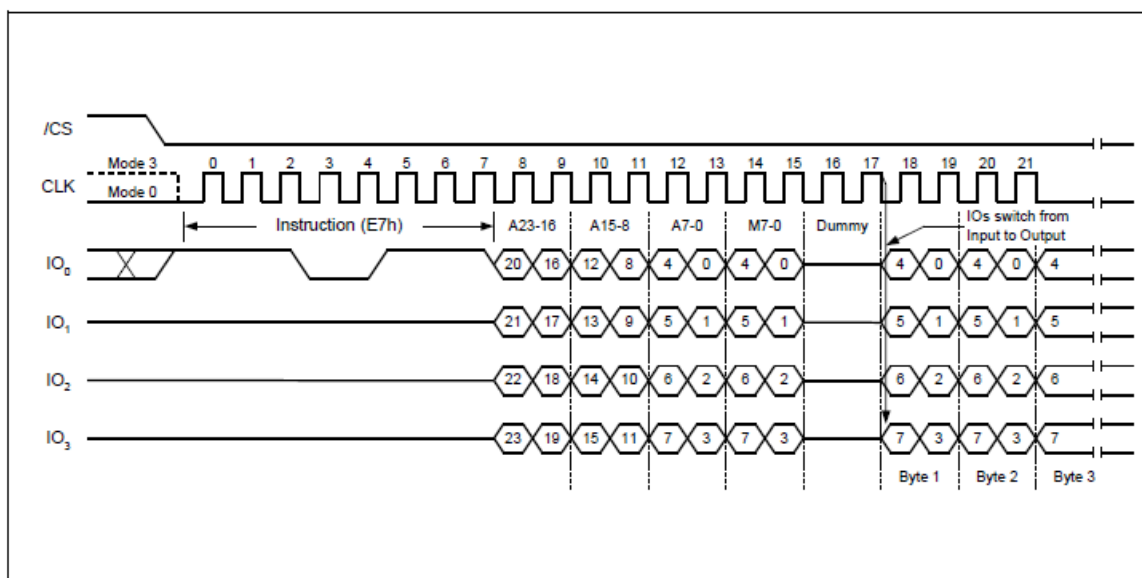 /CS
Mode 3 0 1 2 3 4 5 6 7 8 9 10 11 12 13 14 15 16 17 18 19 20 21
CLK Mode 0
Instruction (E7h) A23-16 A15-8 A7-0 M7-0 Dummy IOs switch from
Input to Output
IO0 20 16 12 8 4 0 4 0 4 0 4 0 4
IO1 21 17 13 9 5 1 5 1 5 1 5 1 5
IO2 22 18 14 10 6 2 6 2 6 2 6 2 6
IO3 23 19 15 11 7 3 7 3 7 3 7 3 7
Byte 1 Byte 2 Byte 3